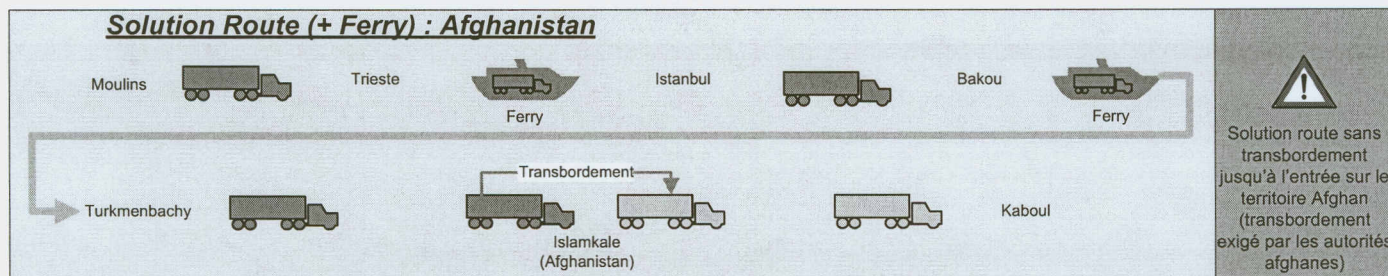 Solution Route (+ Ferry) : Afghanistan
Moulins
Trieste
Ferry
Istanbul
Bakou
Ferry
Turkmenbachy
Transbordement
Islamkale
(Afghanistan)
Kaboul
Solution route sans
transbordement
jusqu'à l'entrée sur le
territoire Afghan
(transbordement
exigé par les autorités
afghanes)